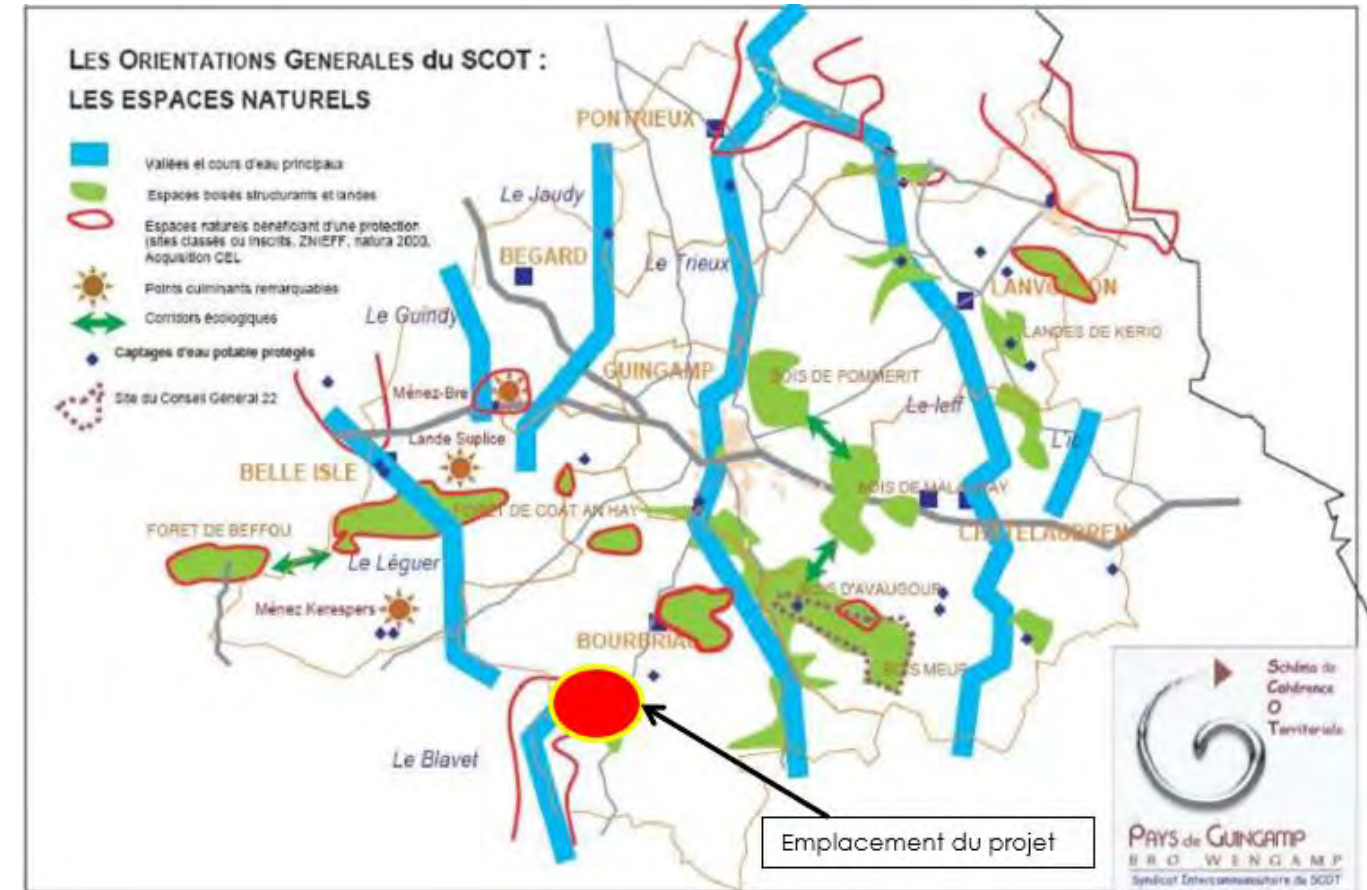 LES ORIENTATIONS GENERALES du SCOT :
LES ESPACES NATURELS
Vallées et cours d'eau principaux
Espaces boisés structurants et landes
Espaces naturels bénéficiant d'une protection
(sites classés ou inscrits, ZNIEFF, natura 2000,
Acquisition CEL
Points culminants remarquables
Corridors écologiques
Captages d'eau potable protégés
Site du Conseil Général 22
PONTRIEUX
Le Jaudy
BEGARD
Le Trieux
LANVOLLON
Le Guindy
LANDES DE KERIO
GUINGAMP
BOIS DE POMMERIT
Ménez-Bre
Le leff
Lande Suplice
L'ic
BELLE ISLE
BOIS DE MALAUNAY
FORET DE COAT AN HAY
FORET DE BEFFOU
CHATELAUDREN
Le Léguer
BOIS D'AVAUGOUR
Ménez Kerespers
BOURBRIAC
BOIS MEUR
Le Blavet
Emplacement du projet
Schéma de
Cohérence
O
Territoriale
PAYS de GUINGAMP
BRO WENGAMP
Syndicat Intercommunautaire du SCOT